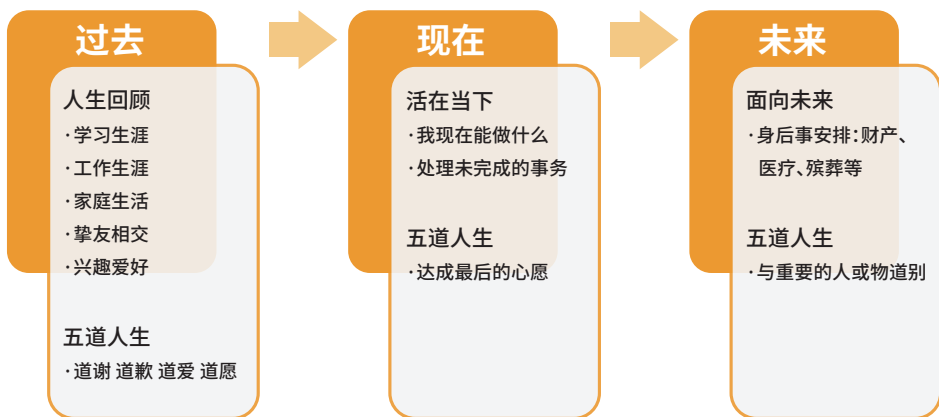 过去
人生回顾
·学习生涯
·工作生涯
·家庭生活
·挚友相交
·兴趣爱好
五道人生
·道谢 道歉 道爱 道愿
现在
活在当下
·我现在能做什么
·处理未完成的事务
五道人生
·达成最后的心愿
未来
面向未来
·身后事安排：财产、
医疗、殡葬等
五道人生
·与重要的人或物道别